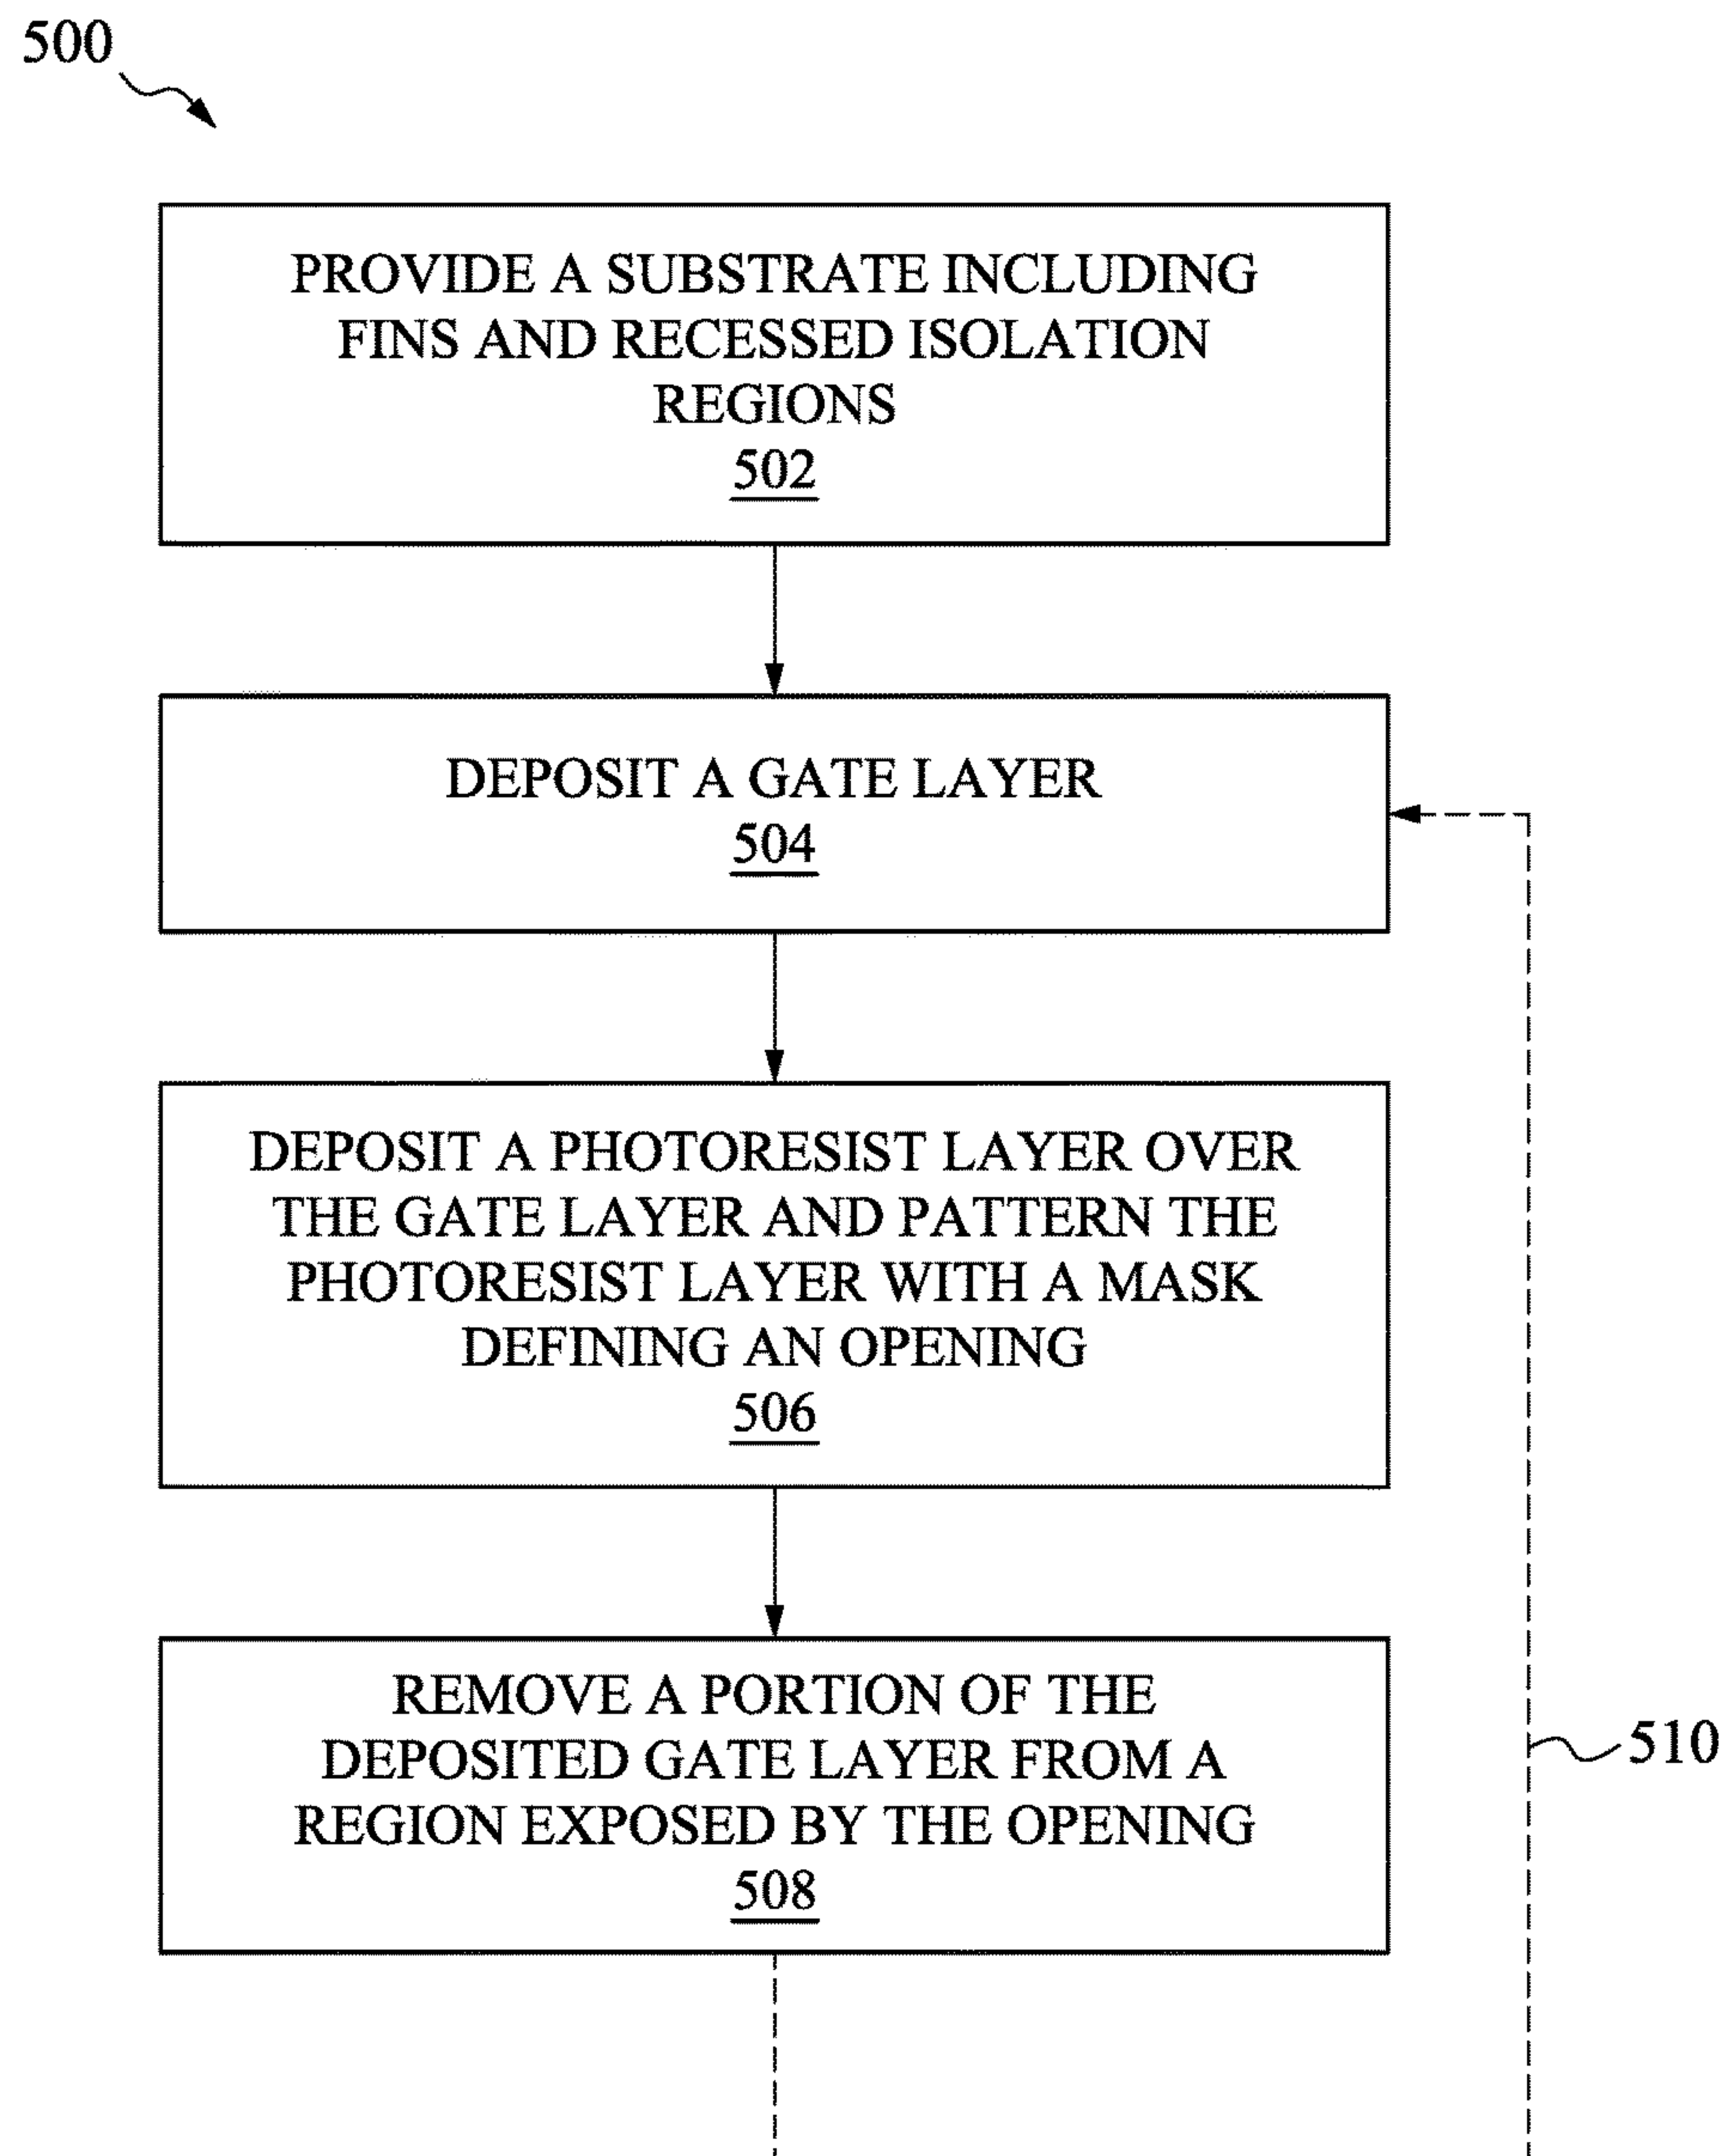 500
PROVIDE A SUBSTRATE INCLUDING
FINS AND RECESSED ISOLATION
REGIONS
502
DEPOSIT A GATE LAYER
504
DEPOSIT A PHOTORESIST LAYER OVER
THE GATE LAYER AND PATTERN THE
PHOTORESIST LAYER WITH A MASK
DEFINING AN OPENING
506
REMOVE A PORTION OF THE
DEPOSITED GATE LAYER FROM A
REGION EXPOSED BY THE OPENING
508
510